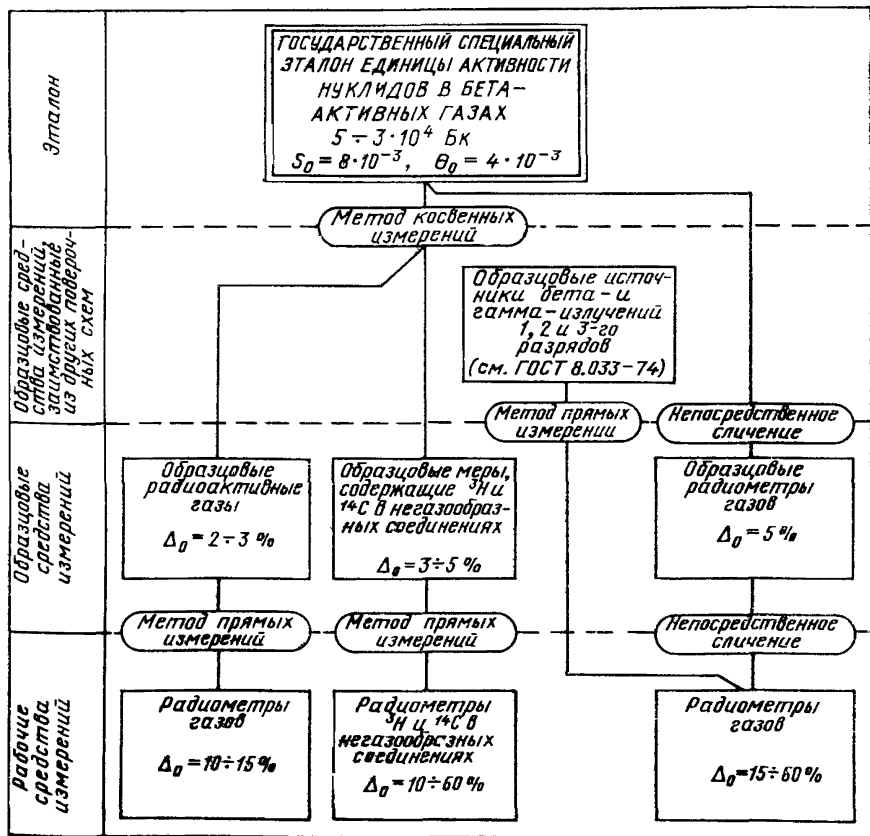 Эталон
ГОСУДАРСТВЕННЫЙ СПЕЦИАЛЬНЫЙ
ЭТАЛОН ЕДИНИЦЫ АКТИВНОСТИ
НУКЛИДОВ В БЕТА-
АКТИВНЫХ ГАЗАХ
5 ÷ 3·10⁴ Бк
S₀ = 8·10⁻³, Θ₀ = 4·10⁻³
Метод косвенных
измерений
Образцовые сред-
ства измерений,
заимствованные
из других повероч-
ных схем
Образцовые источ-
ники бета- и
гамма-излучений
1, 2 и 3-го
разрядов
(см. ГОСТ 8.033-74)
Метод прямых
измерений
Непосредственное
сличение
Образцовые
средства
измерений
Образцовые
радиоактивные
газы
Δ₀ = 2÷3 %
Образцовые меры,
содержащие ³H и
¹⁴C в негазообраз-
ных соединениях
Δ₀ = 3÷5 %
Образцовые
радиометры
газов
Δ₀ = 5 %
Метод прямых
измерений
Метод прямых
измерений
Непосредственное
сличение
Рабочие
средства
измерений
Радиометры
газов
Δ₀ = 10÷15 %
Радиометры
³H и ¹⁴C в
негазообразных
соединениях
Δ₀ = 10÷60 %
Радиометры
газов
Δ₀ = 15÷60 %